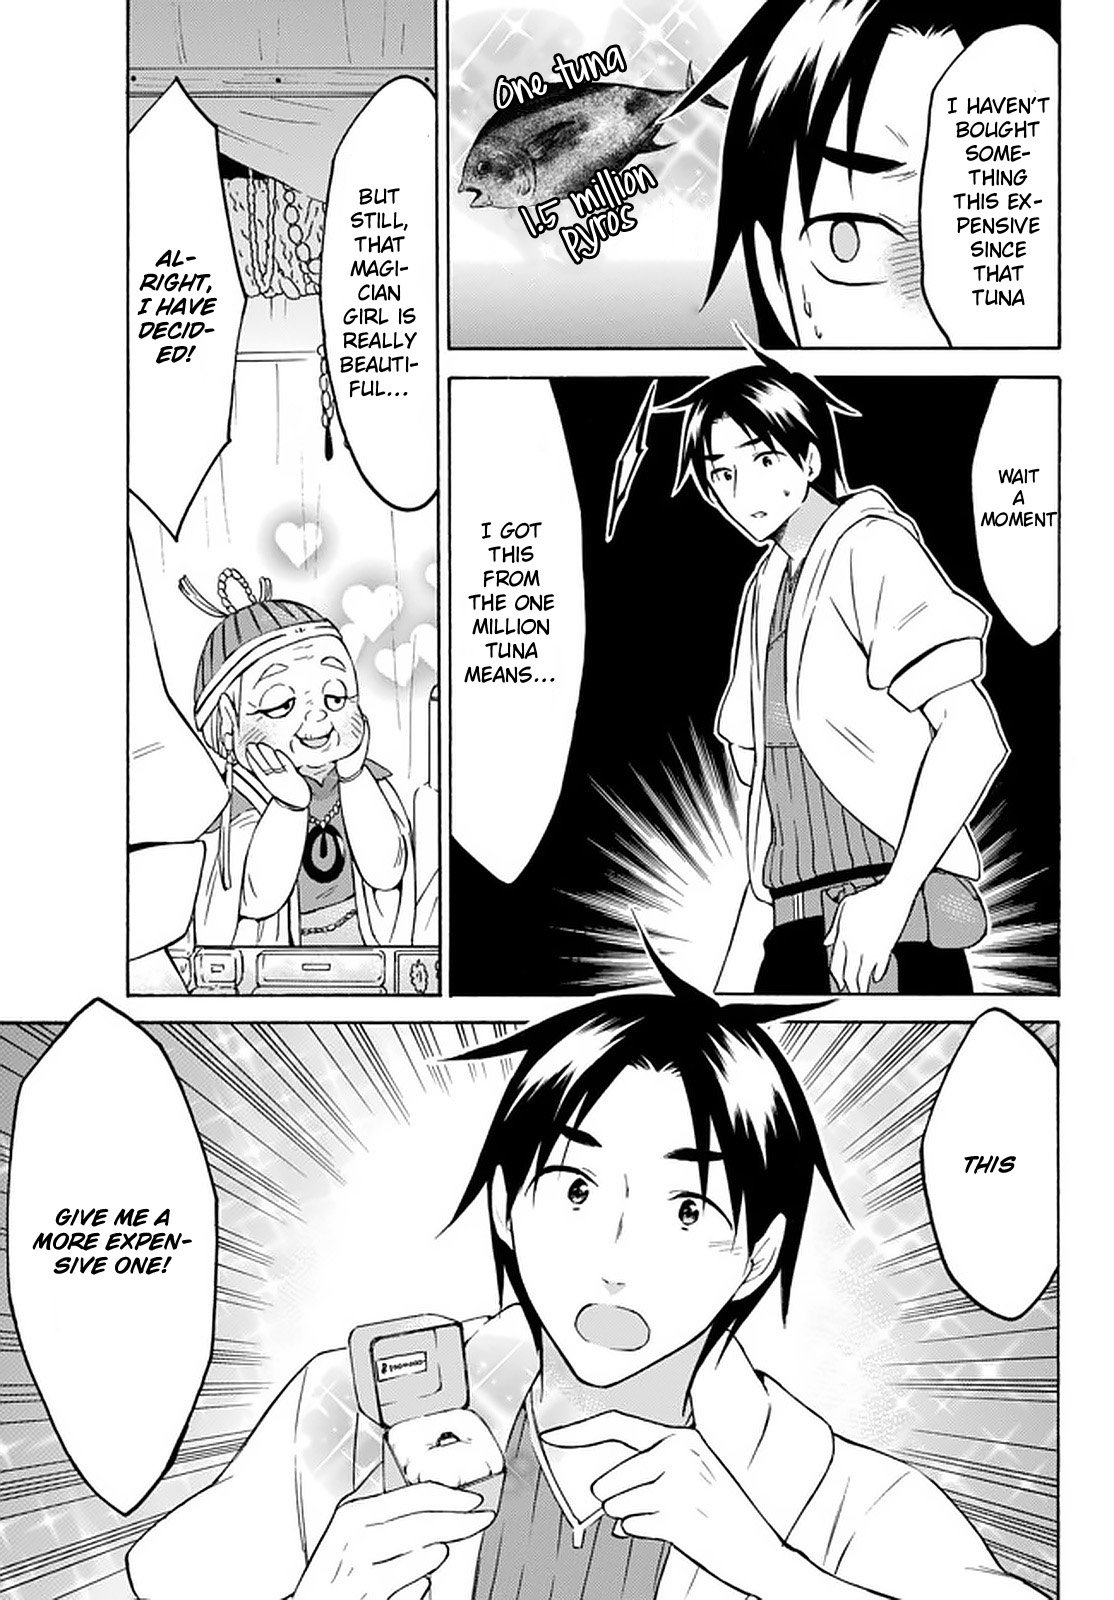 I HAVEN'T
BOUGHT
SOME-
THING
THIS EX-
PENSIVE
SINCE
THAT
TUNA
One tuna
1.5 million
pyros
WAIT
A
MOMENT
I GOT
THIS
FROM
THE ONE
MILLION
TUNA
MEANS...
BUT
STILL,
THAT
MAGI-
CIAN
GIRL IS
REALLY
BEAUTI-
FUL...
AL-
RIGHT,
I HAVE
DECID-
ED!
THIS
GIVE ME A
MORE EXPEN-
SIVE ONE!